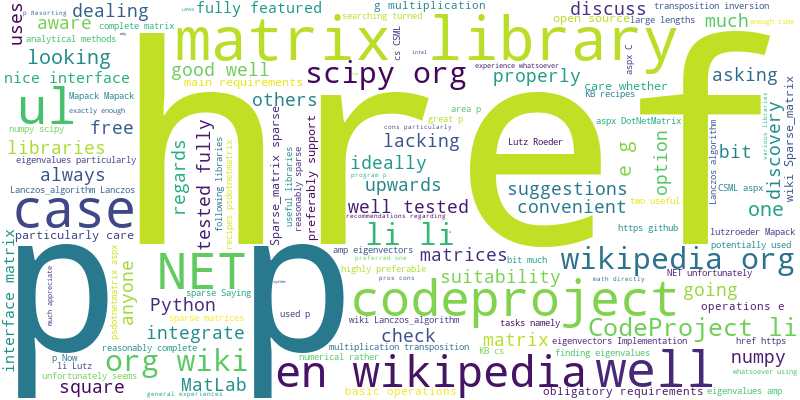 p Resorting
transposition inversion
aware
dealing
fully featured
g multiplication
discuss
uses
complete matrix
searching turned
open source
large lengths
much
analytical methods
matrix library
looking
good well
nice interface
main requirements
scipy org
properly
asking
Mapack Mapack
others
care whether
KB recipes
ul
href
exactly enough
area p
free
numpy scipy
great p
aspx DotNetMatrix
bit
libraries
cons particularly
lacking
Lutz Roeder
eigenvalues particularly
always
regards
tested fully
ideally
option
discovery
wiki Sparse_matrix
Lanczos_algorithm Lanczos
upwards
suggestions
CSML aspx
one
case
well tested
convenient
https github
two useful
particularly care
li li
lutzroeder Mapack
potentially used
interface matrix
NET
matrices
wikipedia org
amp eigenvectors
bit much
highly preferable
suitability
NET unfortunately
anyone
sparse Saying
used p
codeproject
going
operations e
Python
wiki Lanczos_algorithm
tasks namely
CodeProject li
sparse matrices
integrate
check
href https
reasonably complete
multiplication transposition
matrix
eigenvectors Implementation
p Now
org wiki
numerical rather
KB cs
finding eigenvalues
numpy
li Lutz
unfortunately seems
MatLab
en wikipedia
well
whatsoever using
square
general experiences
basic operations
obligatory requirements
eigenvalues amp
p
p
e g
cs CSML
aspx C
Lanczos algorithm
various libraries
following libraries
recipes psdotnetmatrix
Sparse_matrix sparse
useful libraries
reasonably sparse
preferably support
psdotnetmatrix aspx
much appreciate
experience whatsoever
recommendations regarding
preferred one
pros cons
math directly
program p
enough time
intel